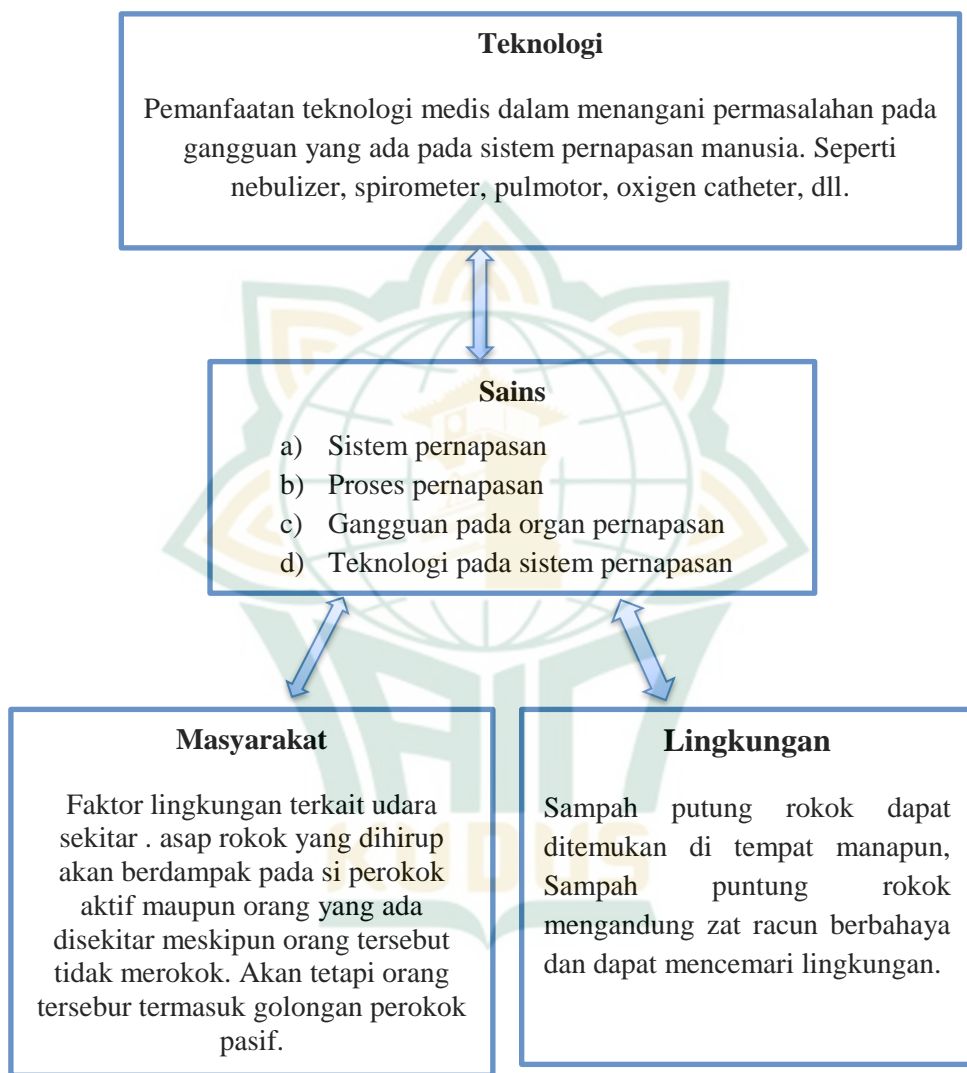 Teknologi
Pemanfaatan teknologi medis dalam menangani permasalahan pada
gangguan yang ada pada sistem pernapasan manusia. Seperti
nebulizer, spirometer, pulmotor, oxigen catheter, dll.
Sains
a) Sistem pernapasan
b) Proses pernapasan
c) Gangguan pada organ pernapasan
d) Teknologi pada sistem pernapasan
Masyarakat
Faktor lingkungan terkait udara
sekitar . asap rokok yang dihirup
akan berdampak pada si perokok
aktif maupun orang yang ada
disekitar meskipun orang tersebut
tidak merokok. Akan tetapi orang
tersebur termasuk golongan perokok
pasif.
Lingkungan
Sampah putung rokok dapat
ditemukan di tempat manapun,
Sampah puntung rokok
mengandung zat racun berbahaya
dan dapat mencemari lingkungan.
IAIN
KUDUS